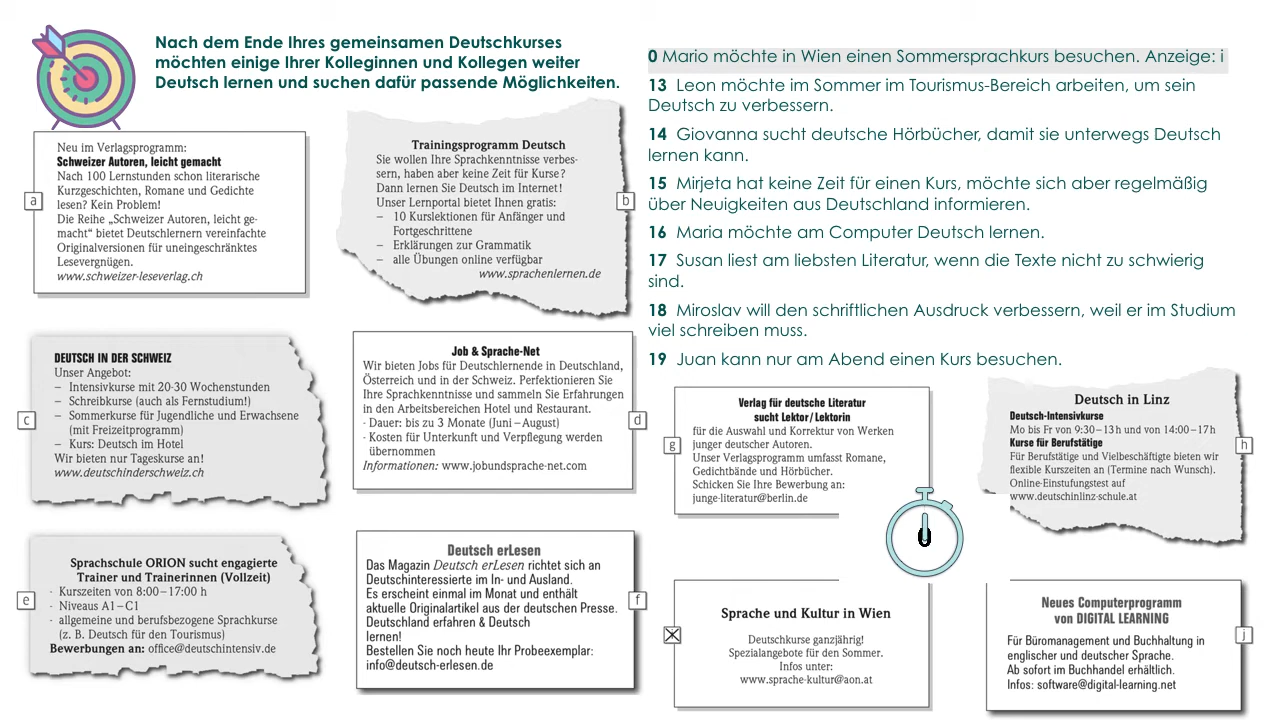 Nach dem Ende Ihres gemeinsamen Deutschkurses
möchten einige Ihrer Kolleginnen und Kollegen weiter
Deutsch lernen und suchen dafür passende Möglichkeiten.
0 Mario möchte in Wien einen Sommersprachkurs besuchen. Anzeige: i
13 Leon möchte im Sommer im Tourismus-Bereich arbeiten, um sein
Deutsch zu verbessern.
14 Giovanna sucht deutsche Hörbücher, damit sie unterwegs Deutsch
lernen kann.
15 Mirjeta hat keine Zeit für einen Kurs, möchte sich aber regelmäßig
über Neuigkeiten aus Deutschland informieren.
16 Maria möchte am Computer Deutsch lernen.
17 Susan liest am liebsten Literatur, wenn die Texte nicht zu schwierig
sind.
18 Miroslav will den schriftlichen Ausdruck verbessern, weil er im Studium
viel schreiben muss.
19 Juan kann nur am Abend einen Kurs besuchen.
a
Neu im Verlagsprogramm:
Schweizer Autoren, leicht gemacht
Nach 100 Lernstunden schon literarische
Kurzgeschichten, Romane und Gedichte
lesen? Kein Problem!
Die Reihe „Schweizer Autoren, leicht ge-
macht“ bietet Deutschlernern vereinfachte
Originalversionen für uneingeschränktes
Lesevergnügen.
www.schweizer-leseverlag.ch
b
Trainingsprogramm Deutsch
Sie wollen Ihre Sprachkenntnisse verbes-
sern, haben aber keine Zeit für Kurse?
Dann lernen Sie Deutsch im Internet!
Unser Lernportal bietet Ihnen gratis:
– 10 Kurslektionen für Anfänger und
Fortgeschrittene
– Erklärungen zur Grammatik
– alle Übungen online verfügbar
www.sprachenlernen.de
c
DEUTSCH IN DER SCHWEIZ
Unser Angebot:
– Intensivkurse mit 20-30 Wochenstunden
– Schreibkurse (auch als Fernstudium!)
– Sommerkurse für Jugendliche und Erwachsene
(mit Freizeitprogramm)
– Kurs: Deutsch im Hotel
Wir bieten nur Tageskurse an!
www.deutschinderschweiz.ch
d
Job & Sprache-Net
Wir bieten Jobs für Deutschlernende in Deutschland,
Österreich und in der Schweiz. Perfektionieren Sie
Ihre Sprachkenntnisse und sammeln Sie Erfahrungen
in den Arbeitsbereichen Hotel und Restaurant.
· Dauer: bis zu 3 Monate (Juni – August)
· Kosten für Unterkunft und Verpflegung werden
übernommen
Informationen: www.jobundsprache-net.com
e
Sprachschule ORION sucht engagierte
Trainer und Trainerinnen (Vollzeit)
· Kurszeiten von 8:00 – 17:00 h
· Niveaus A1 – C1
· allgemeine und berufsbezogene Sprachkurse
(z. B. Deutsch für den Tourismus)
Bewerbungen an: office@deutschintensiv.de
f
Deutsch erLesen
Das Magazin Deutsch erLesen richtet sich an
Deutschinteressierte im In- und Ausland.
Es erscheint einmal im Monat und enthält
aktuelle Originalartikel aus der deutschen Presse.
Deutschland erfahren & Deutsch
lernen!
Bestellen Sie noch heute Ihr Probeexemplar:
info@deutsch-erlesen.de
g
Verlag für deutsche Literatur
sucht Lektor / Lektorin
für die Auswahl und Korrektur von Werken
junger deutscher Autoren.
Unser Verlagsprogramm umfasst Romane,
Gedichtbände und Hörbücher.
Schicken Sie Ihre Bewerbung an:
junge-literatur@berlin.de
h
Deutsch in Linz
Deutsch-Intensivkurse
Mo bis Fr von 9:30 – 13 h und von 14:00 – 17 h
Kurse für Berufstätige
Für Berufstätige und Vielbeschäftigte bieten wir
flexible Kurszeiten an (Termine nach Wunsch).
Online-Einstufungstest auf
www.deutschinlinz-schule.at
Sprache und Kultur in Wien
Deutschkurse ganzjährig!
Spezialangebote für den Sommer.
Infos unter:
www.sprache-kultur@aon.at
j
Neues Computerprogramm
von DIGITAL LEARNING
Für Büromanagement und Buchhaltung in
englischer und deutscher Sprache.
Ab sofort im Buchhandel erhältlich.
Infos: software@digital-learning.net